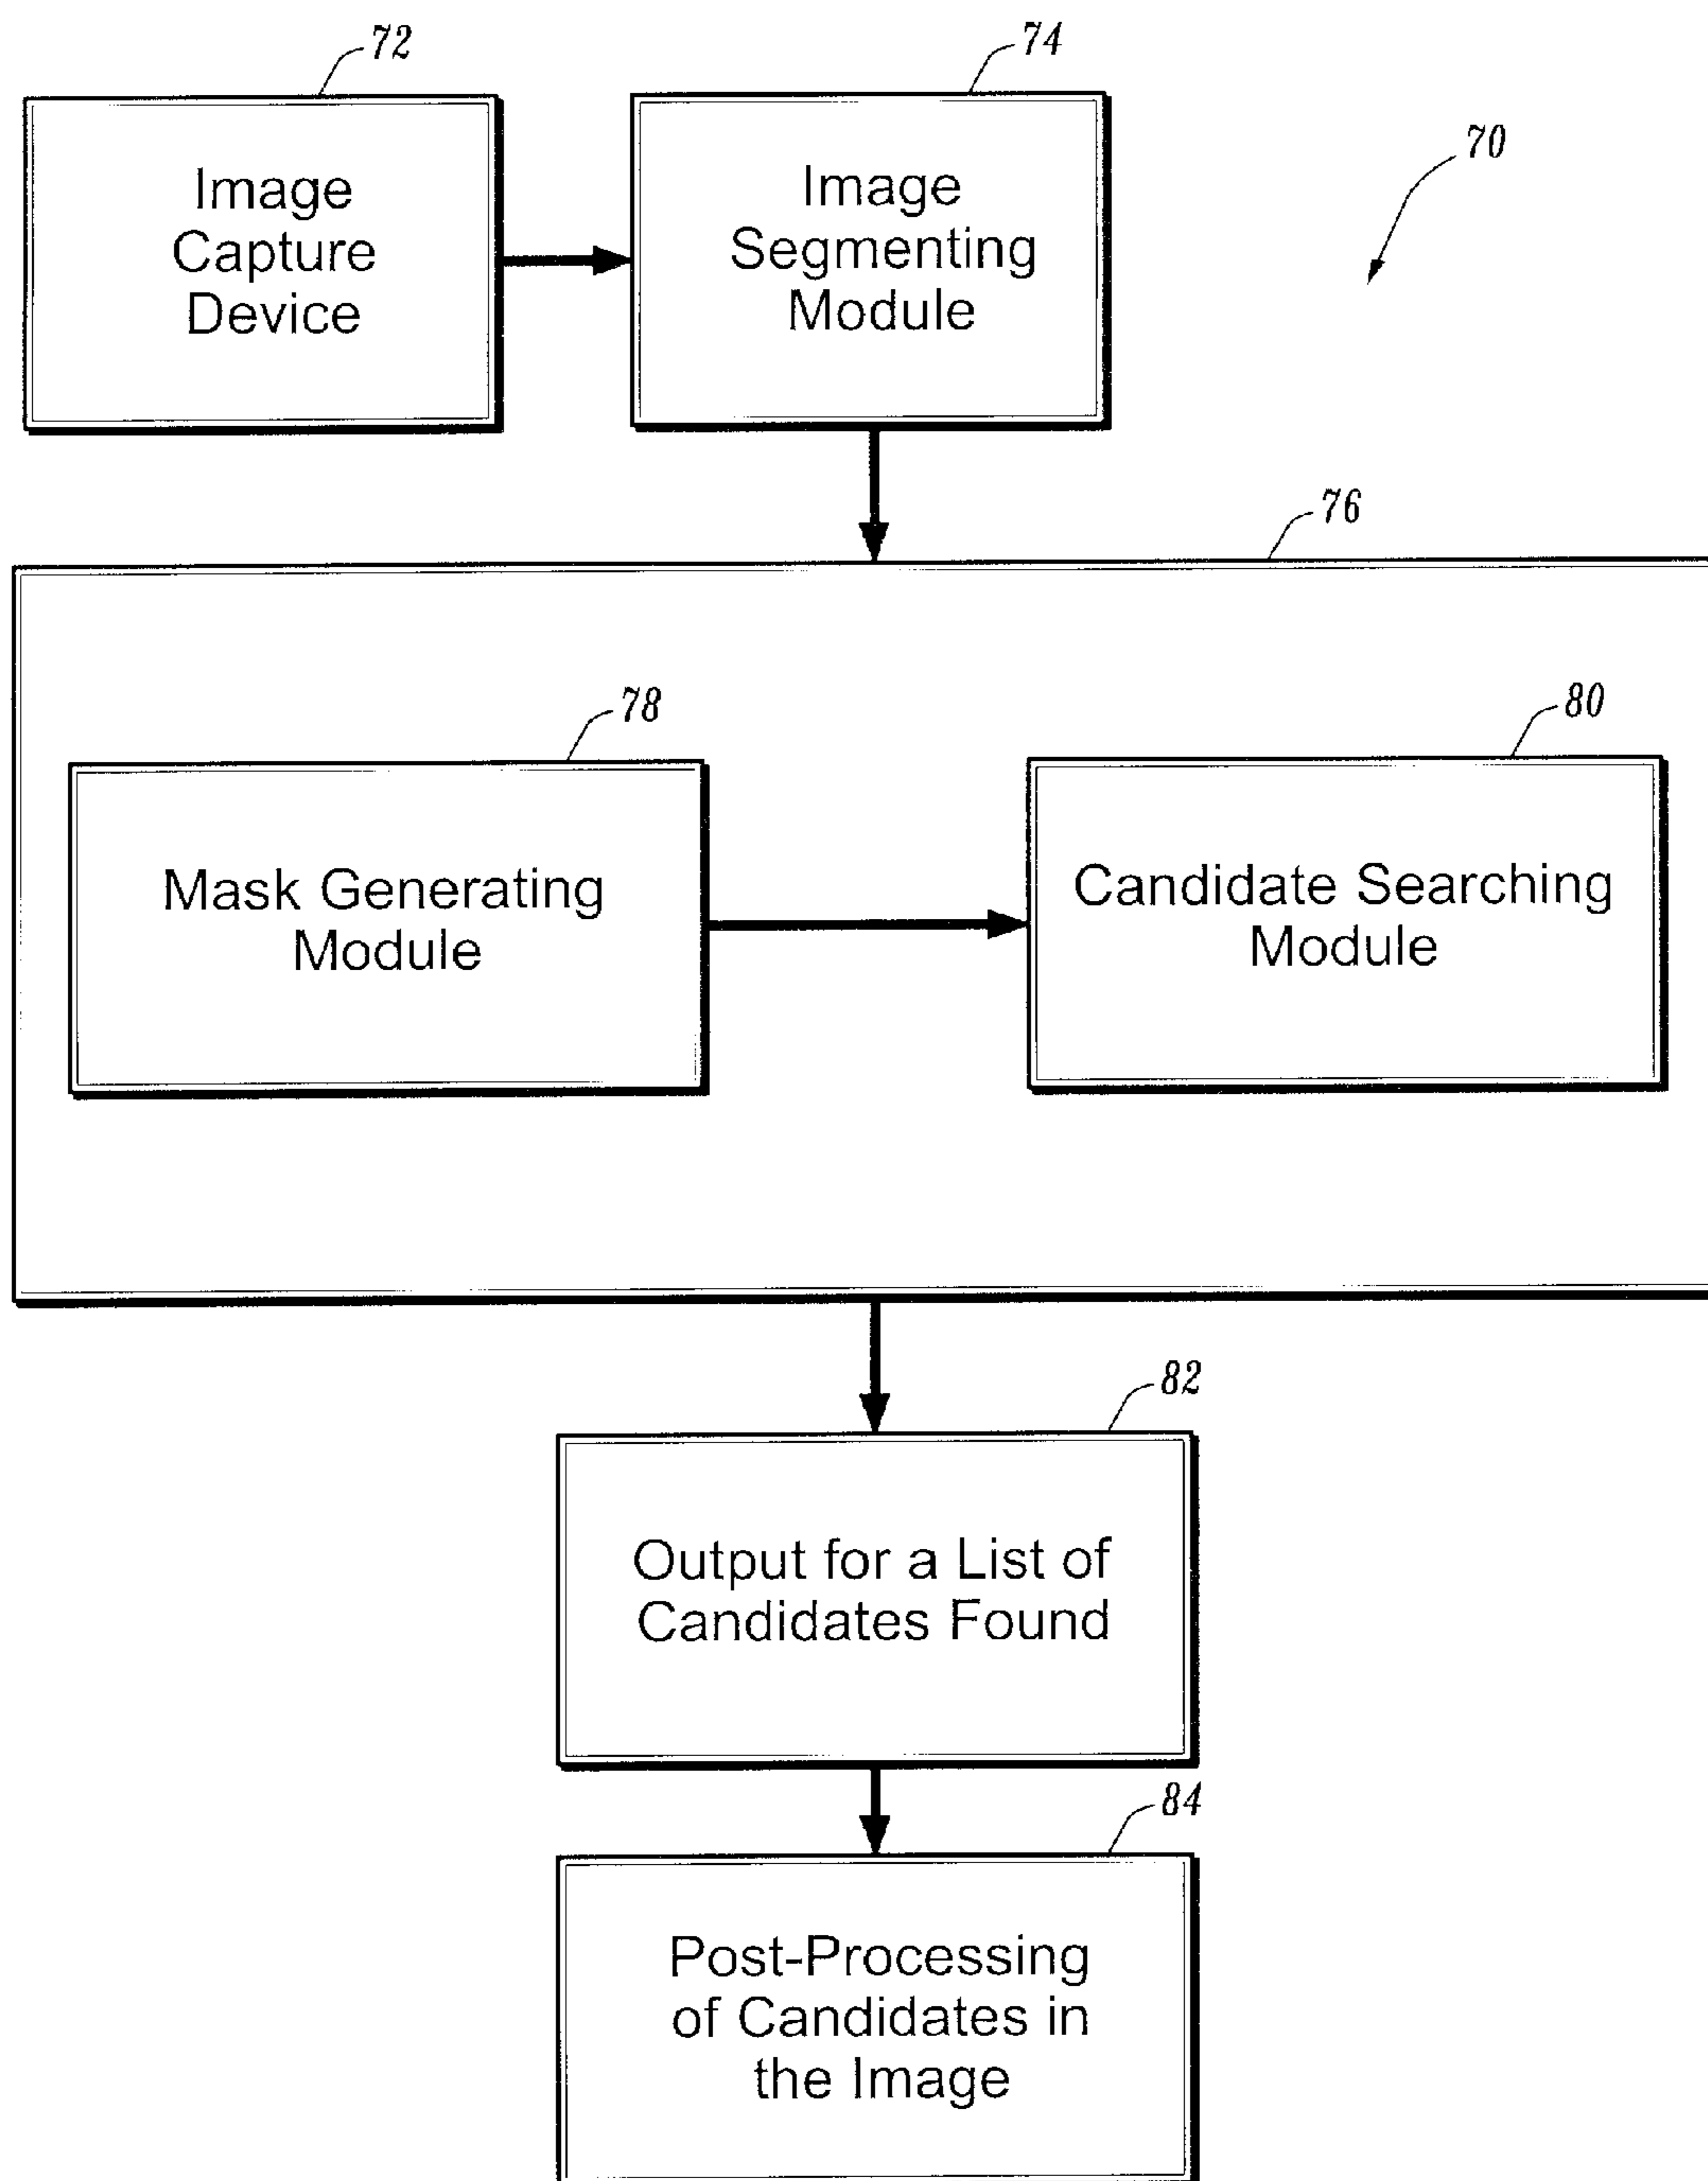 72
74
70
Image
Capture
Device
Image
Segmenting
Module
76
78
80
Mask Generating
Module
Candidate Searching
Module
82
Output for a List of
Candidates Found
84
Post-Processing
of Candidates in
the Image